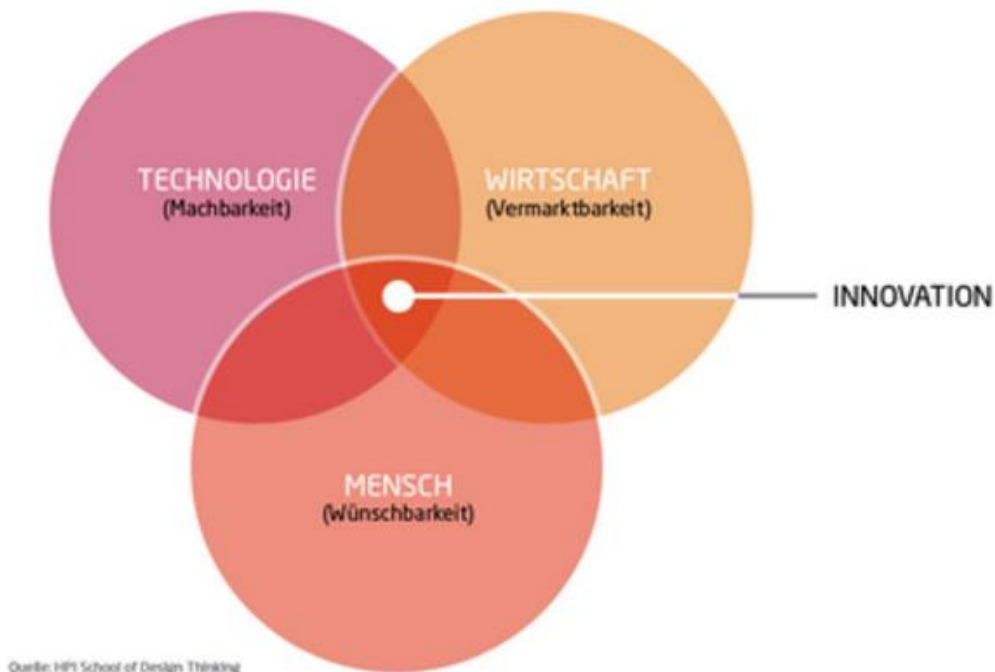 TECHNOLOGIE
(Machbarkeit)
WIRTSCHAFT
(Vermarktbarkeit)
INNOVATION
MENSCH
(Wünschbarkeit)
Quelle: HPI School of Design Thinking